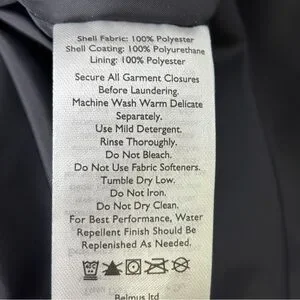 Shell Fabric: 100% Polyester
Shell Coating: 100% Polyurethane
Lining: 100% Polyester
Secure All Garment Closures
Before Laundering.
Machine Wash Warm Delicate
Separately.
Use Mild Detergent.
Rinse Thoroughly.
Do Not Bleach.
Do Not Use Fabric Softeners.
Tumble Dry Low.
Do Not Iron.
Do Not Dry Clean.
For Best Performance, Water
Repellent Finish Should Be
Replenished As Needed.
Belmus ltd